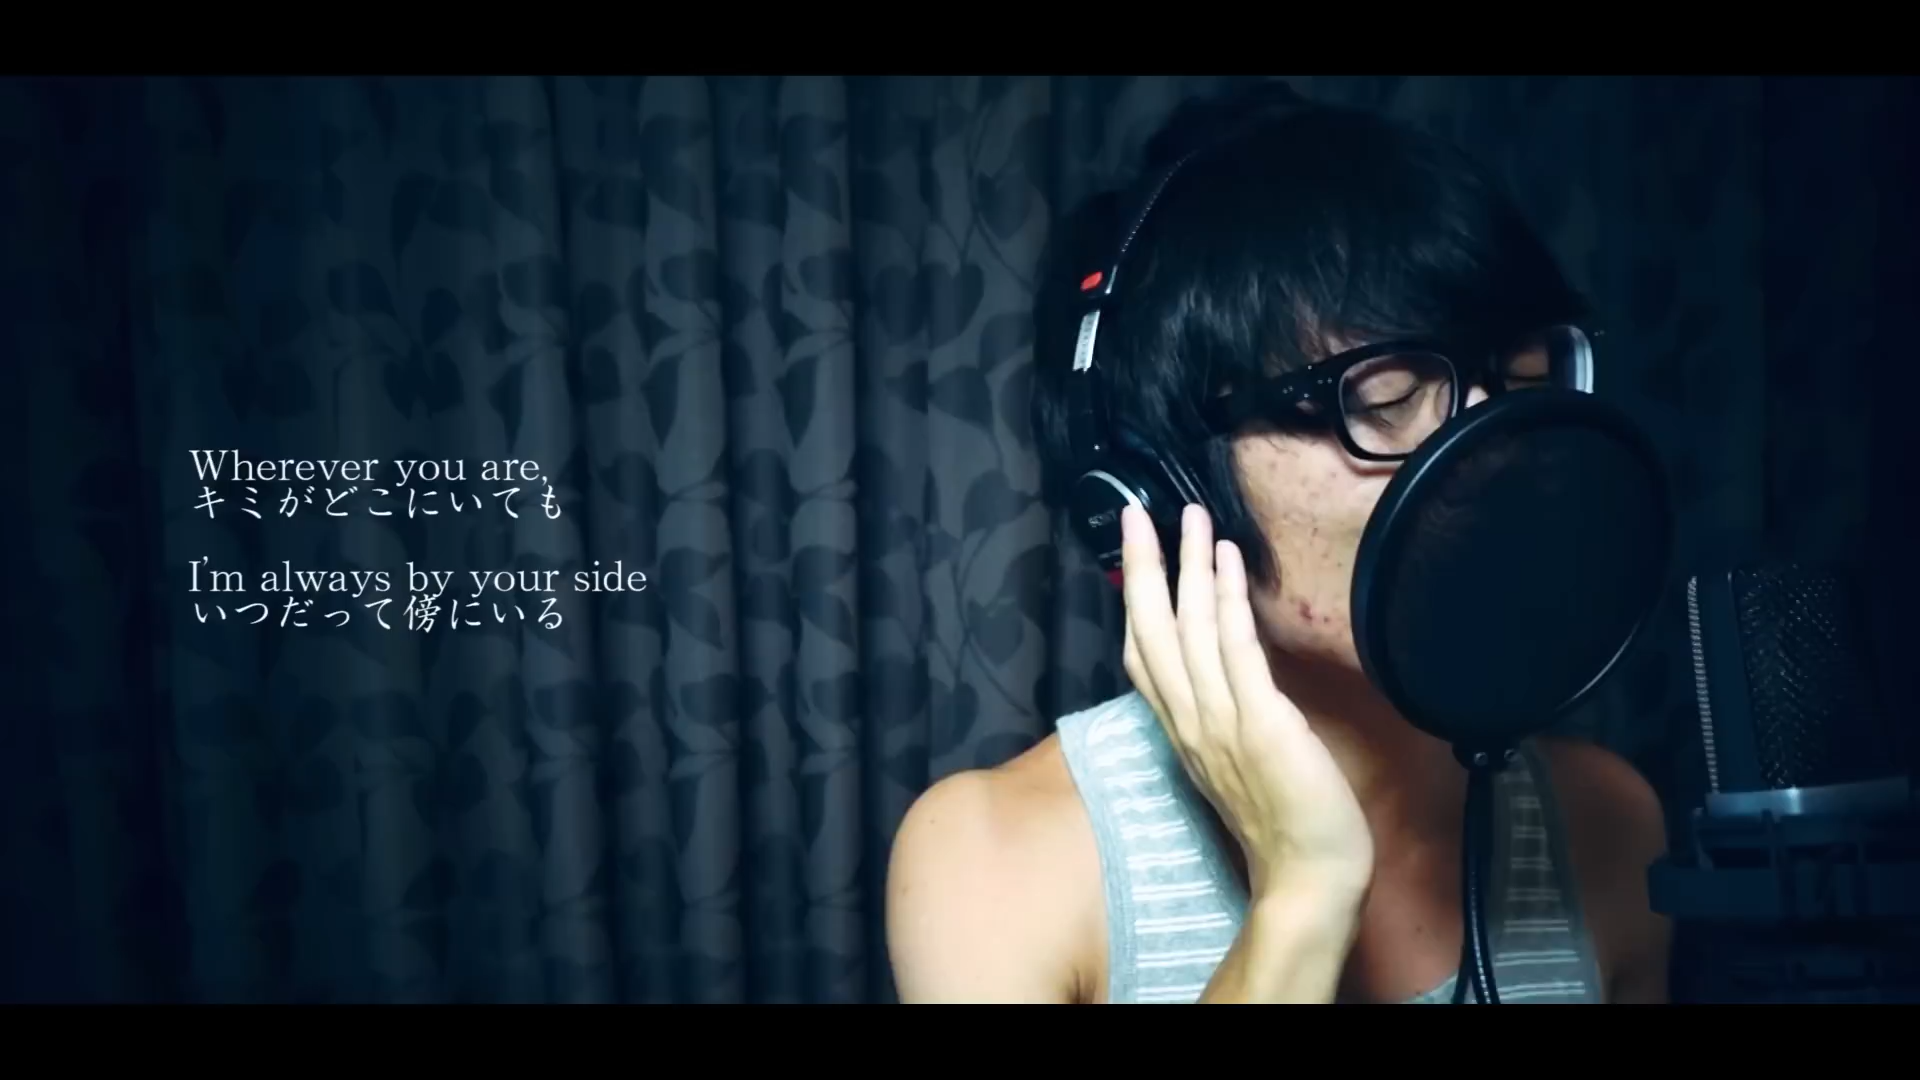 Wherever you are,
キミがどこにいても
I'm always by your side
いつだって傍にいる
SONY